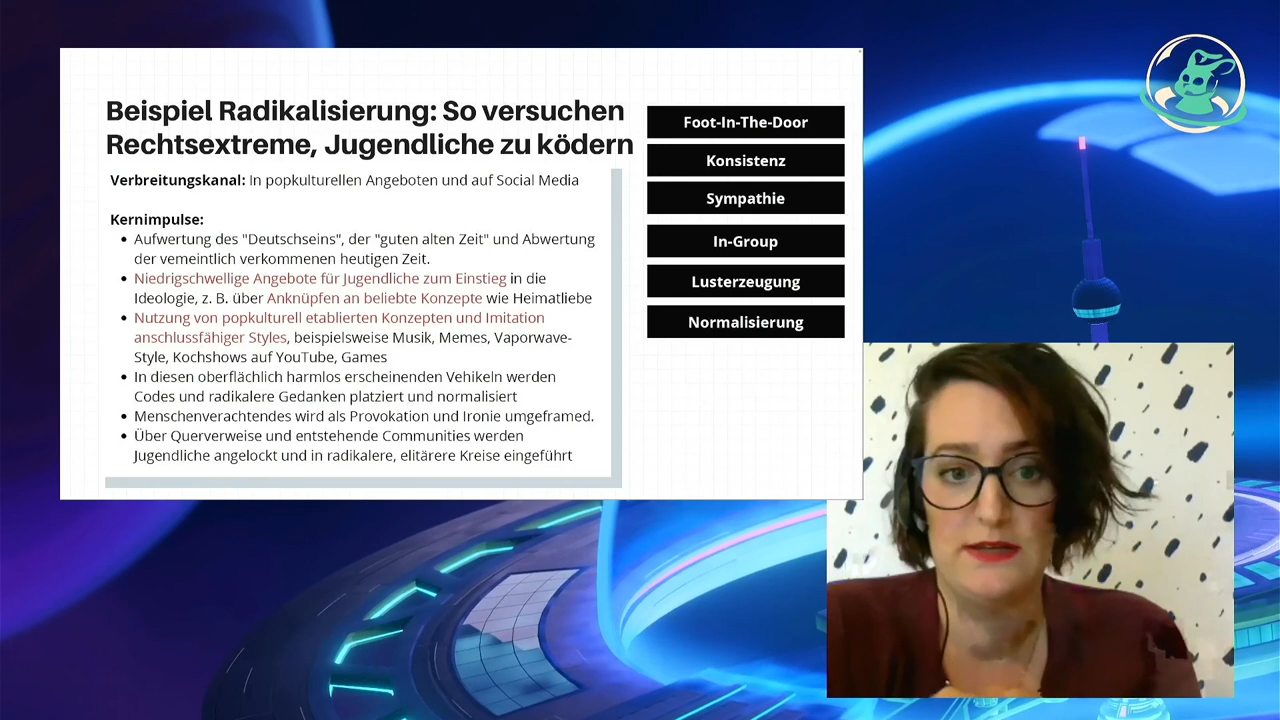 Beispiel Radikalisierung: So versuchen
Rechtsextreme, Jugendliche zu ködern
Verbreitungskanal: In popkulturellen Angeboten und auf Social Media
Kernimpulse:
• Aufwertung des "Deutschseins", der "guten alten Zeit" und Abwertung
der vemeintlich verkommenen heutigen Zeit.
• Niedrigschwellige Angebote für Jugendliche zum Einstieg in die
Ideologie, z. B. über Anknüpfen an beliebte Konzepte wie Heimatliebe
• Nutzung von popkulturell etablierten Konzepten und Imitation
anschlussfähiger Styles, beispielsweise Musik, Memes, Vaporwave-
Style, Kochshows auf YouTube, Games
• In diesen oberflächlich harmlos erscheinenden Vehikeln werden
Codes und radikalere Gedanken platziert und normalisiert
• Menschenverachtendes wird als Provokation und Ironie umgeframed.
• Über Querverweise und entstehende Communities werden
Jugendliche angelockt und in radikalere, elitärere Kreise eingeführt
Foot-In-The-Door
Konsistenz
Sympathie
In-Group
Lusterzeugung
Normalisierung